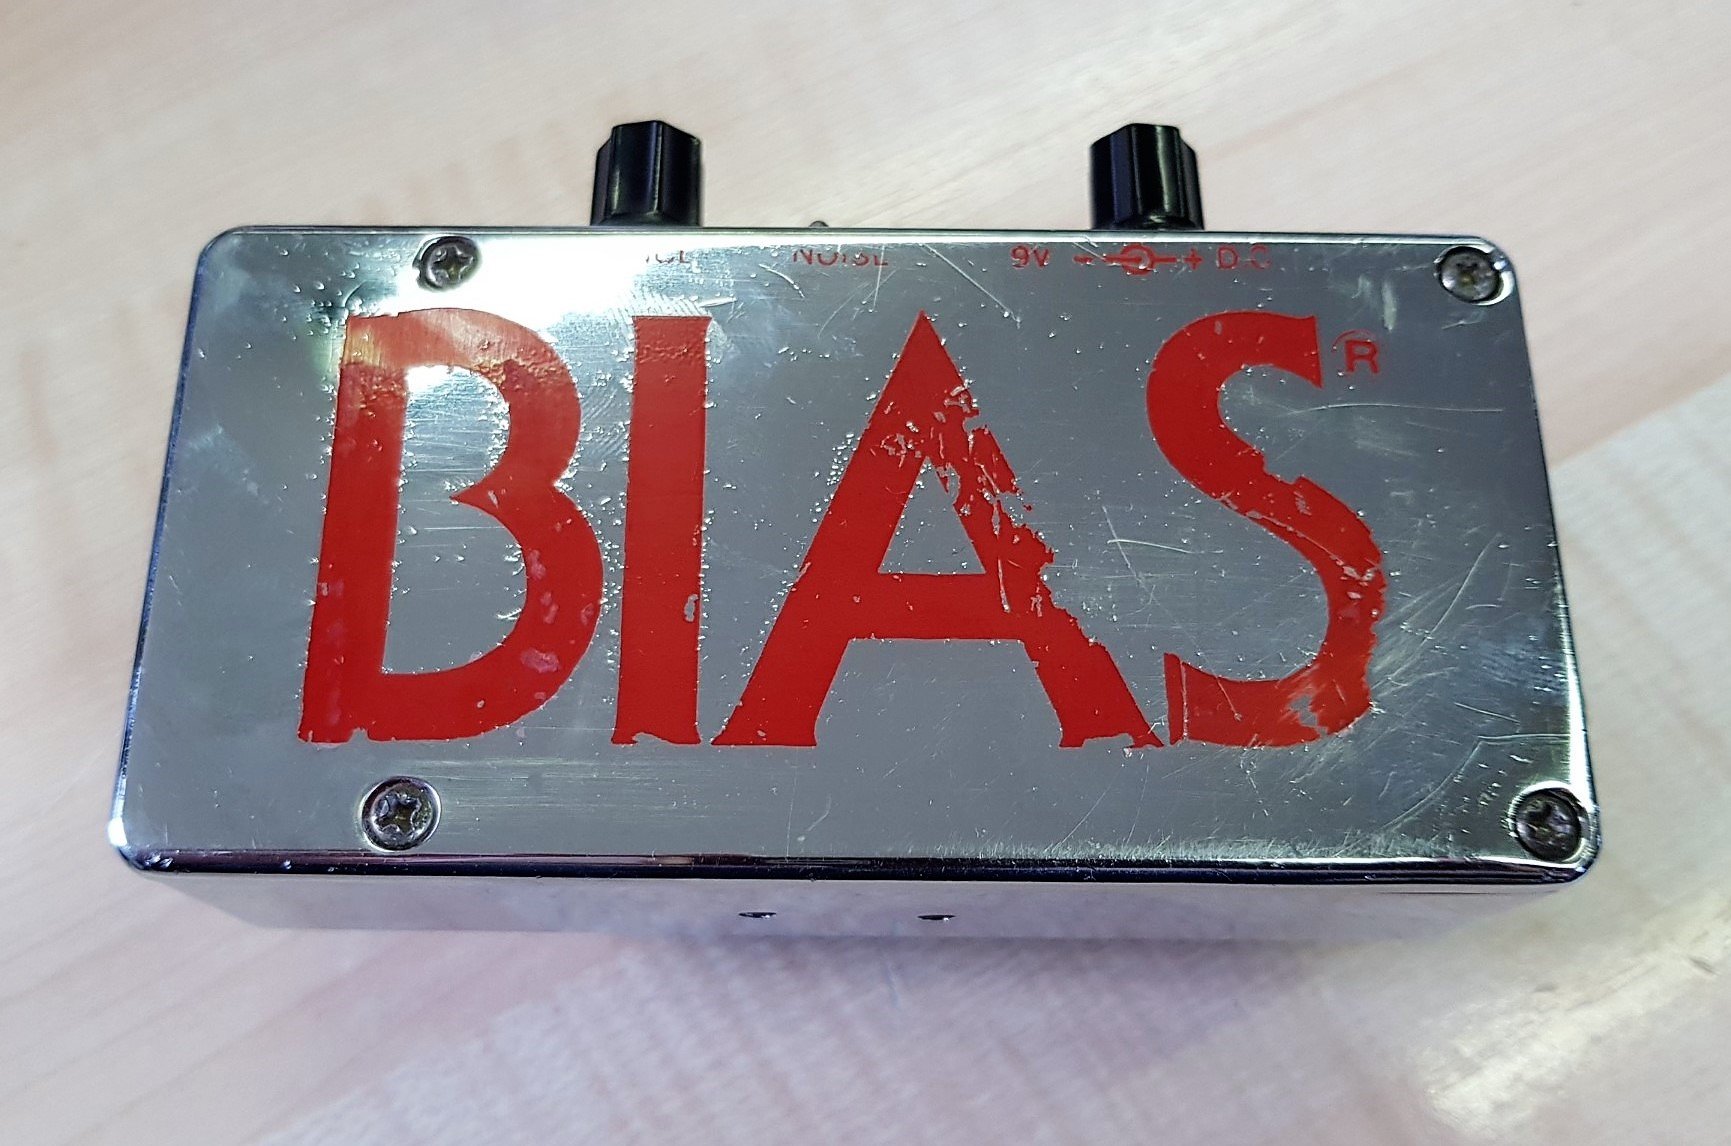 NOISE 9V - + D.C.
BIAS®